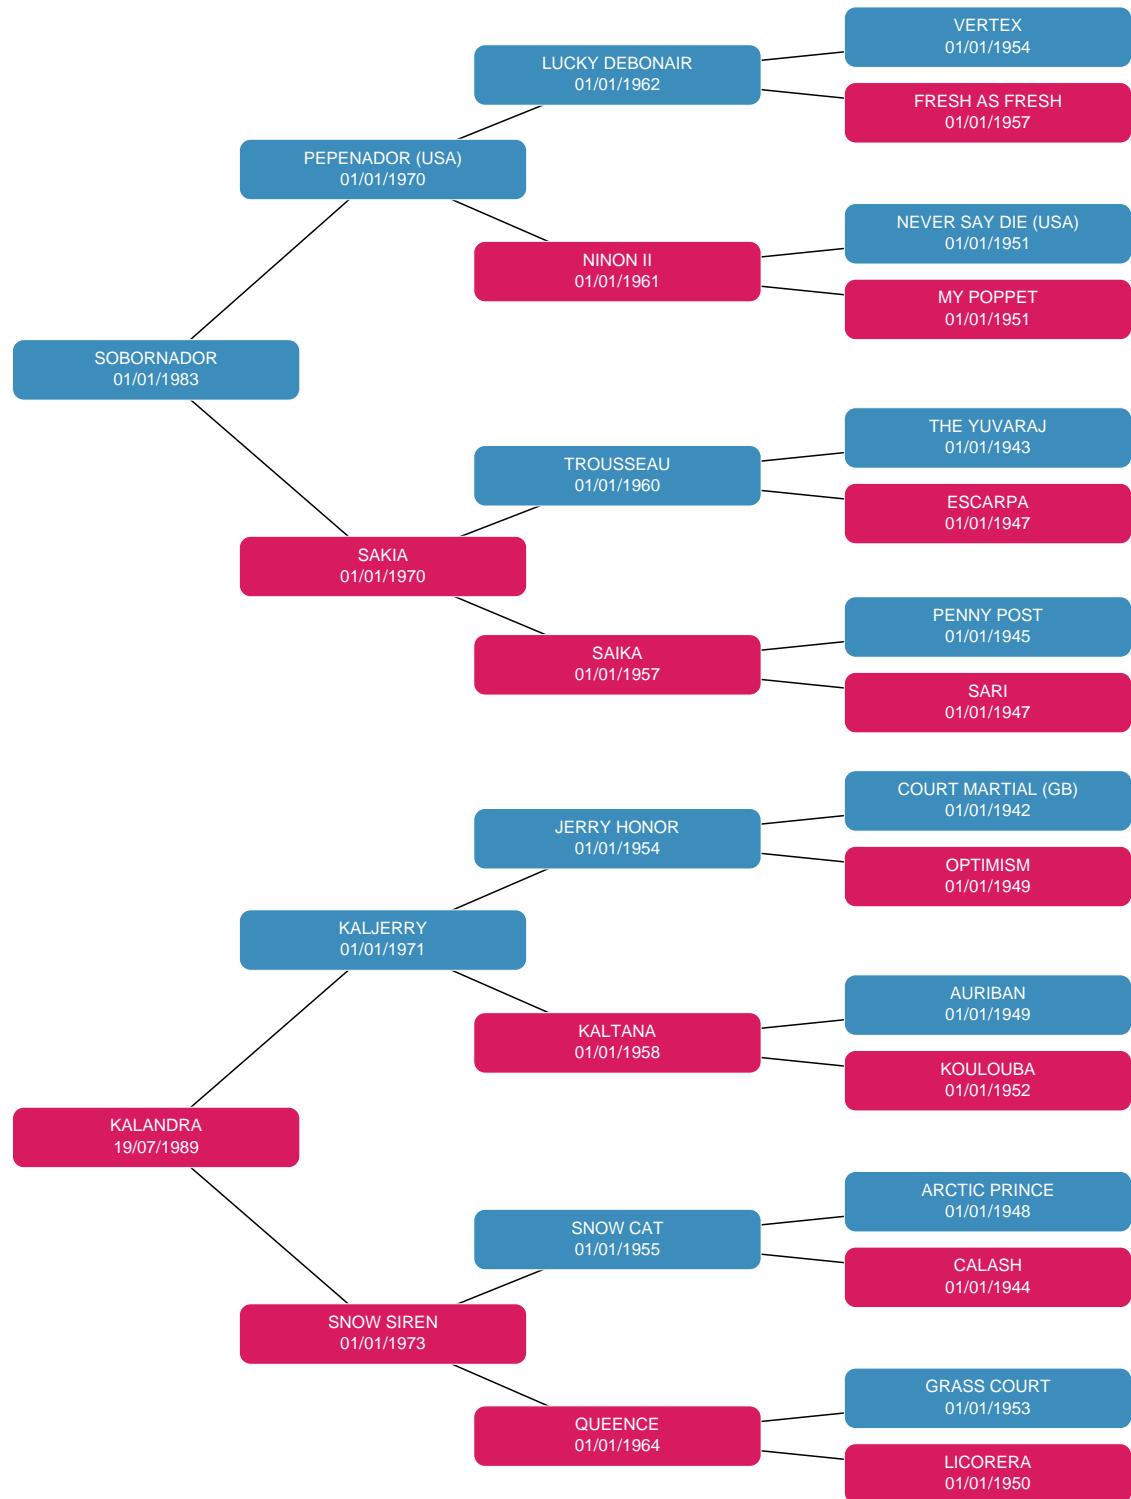 VERTEX
01/01/1954
LUCKY DEBONAIR
01/01/1962
FRESH AS FRESH
01/01/1957
PEPENADOR (USA)
01/01/1970
NEVER SAY DIE (USA)
01/01/1951
NINON II
01/01/1961
MY POPPET
01/01/1951
SOBORNADOR
01/01/1983
THE YUVARAJ
01/01/1943
TROUSSEAU
01/01/1960
ESCARPA
01/01/1947
SAKIA
01/01/1970
PENNY POST
01/01/1945
SAIKA
01/01/1957
SARI
01/01/1947
COURT MARTIAL (GB)
01/01/1942
JERRY HONOR
01/01/1954
OPTIMISM
01/01/1949
KALJERRY
01/01/1971
AURIBAN
01/01/1949
KALTANA
01/01/1958
KOULOUBA
01/01/1952
KALANDRA
19/07/1989
ARCTIC PRINCE
01/01/1948
SNOW CAT
01/01/1955
CALASH
01/01/1944
SNOW SIREN
01/01/1973
GRASS COURT
01/01/1953
QUEENCE
01/01/1964
LICORERA
01/01/1950